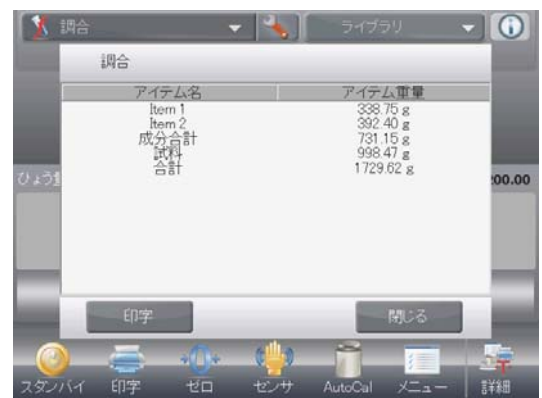 調合 ライブラリ
調合
アイテム名 アイテム重量
Item 1 338.75 g
Item 2 392.40 g
成分合計 731.15 g
試料 998.47 g
合計 1729.62 g
ひょう量 200.00
印字 閉じる
スタンバイ 印字 ゼロ センサ AutoCal メニュー 詳細